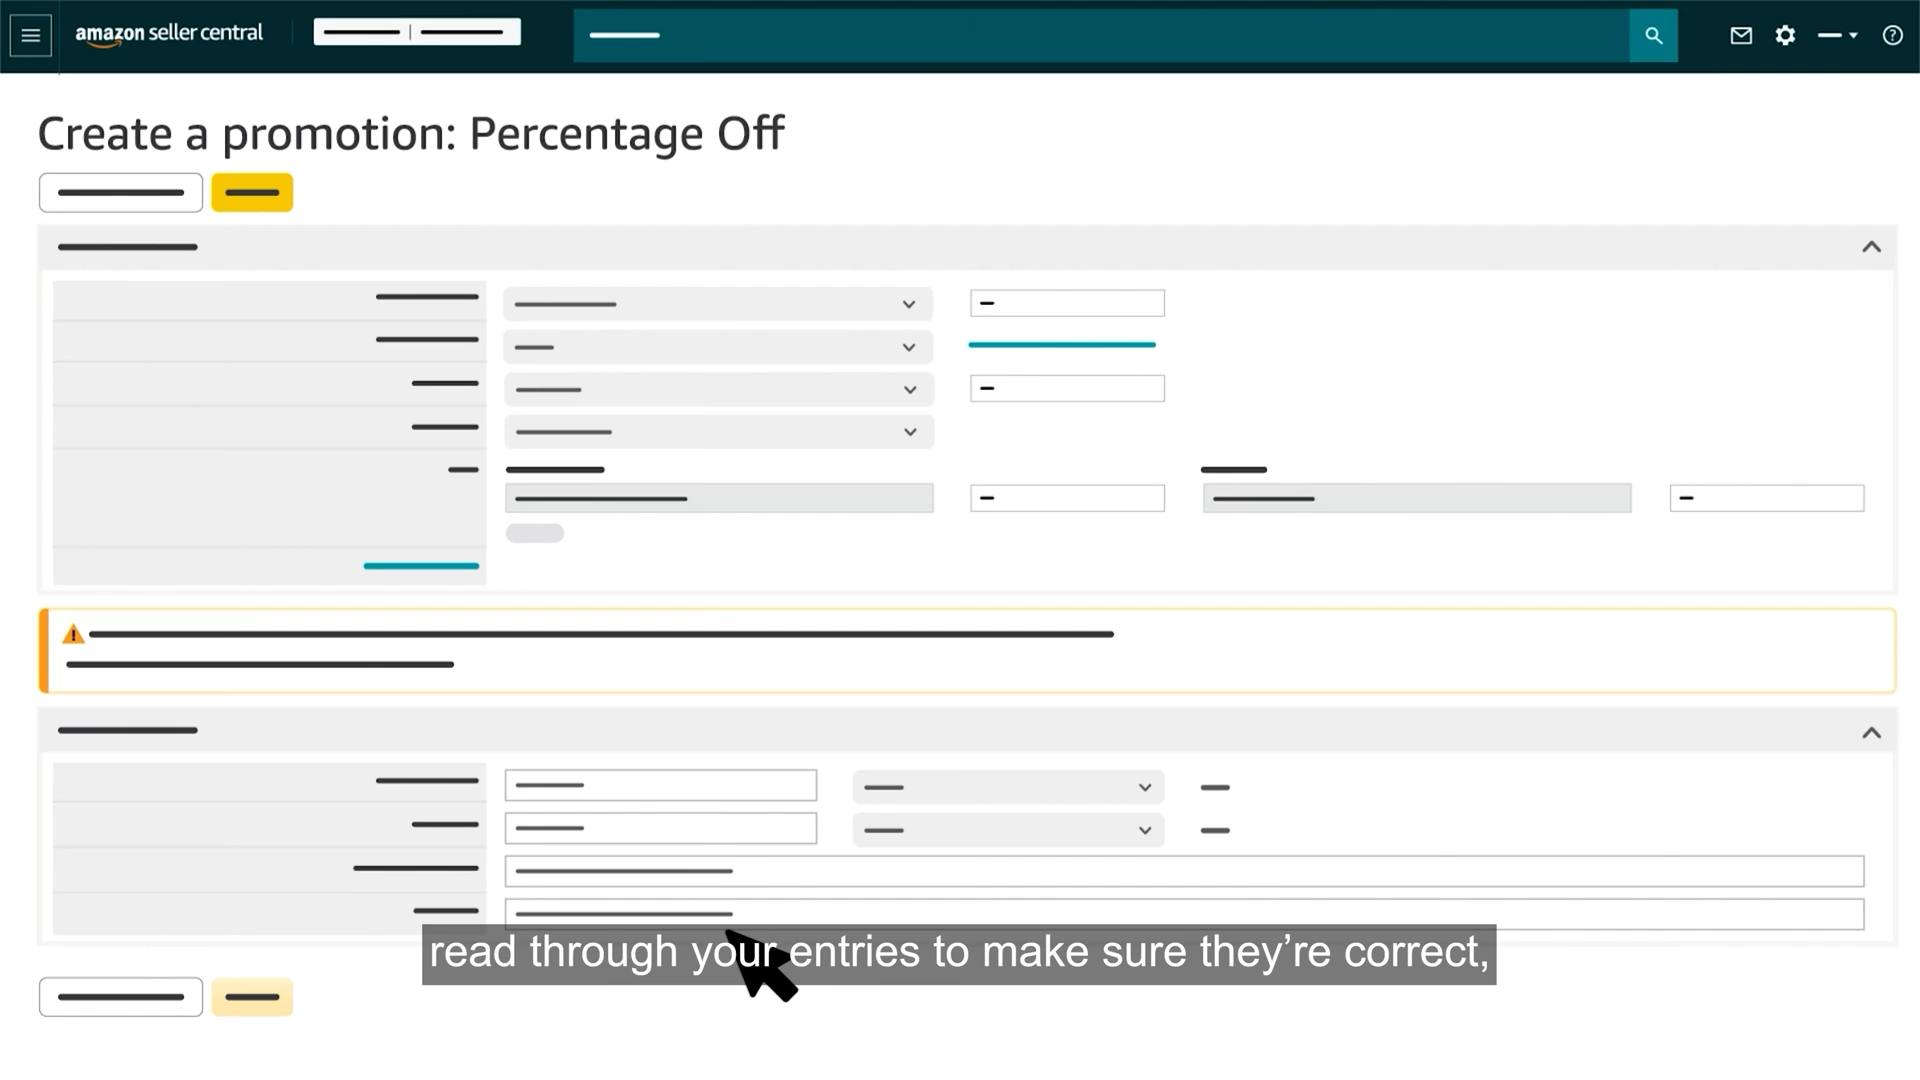 amazon seller central
Create a promotion: Percentage Off
read through your entries to make sure they’re correct,